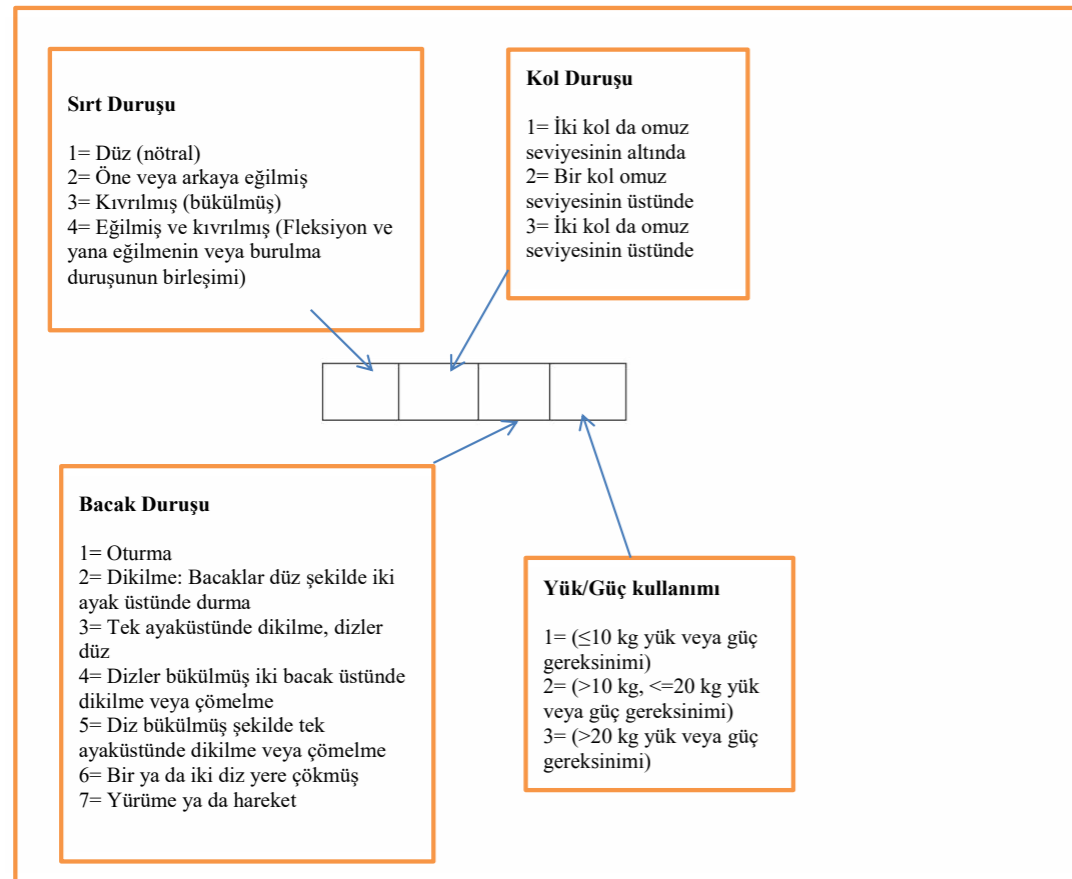 Sırt Duruşu
1= Düz (nötral)
2= Öne veya arkaya eğilmiş
3= Kıvrılmış (bükülmüş)
4= Eğilmiş ve kıvrılmış (Fleksiyon ve
yana eğilmenin veya burulma
duruşunun birleşimi)
Kol Duruşu
1= İki kol da omuz
seviyesinin altında
2= Bir kol omuz
seviyesinin üstünde
3= İki kol da omuz
seviyesinin üstünde
Bacak Duruşu
1= Oturma
2= Dikilme: Bacaklar düz şekilde iki
ayak üstünde durma
3= Tek ayaküstünde dikilme, dizler
düz
4= Dizler bükülmüş iki bacak üstünde
dikilme veya çömelme
5= Diz bükülmüş şekilde tek
ayaküstünde dikilme veya çömelme
6= Bir ya da iki diz yere çökmüş
7= Yürüme ya da hareket
Yük/Güç kullanımı
1= (≤10 kg yük veya güç
gereksinimi)
2= (>10 kg, <=20 kg yük
veya güç gereksinimi)
3= (>20 kg yük veya güç
gereksinimi)